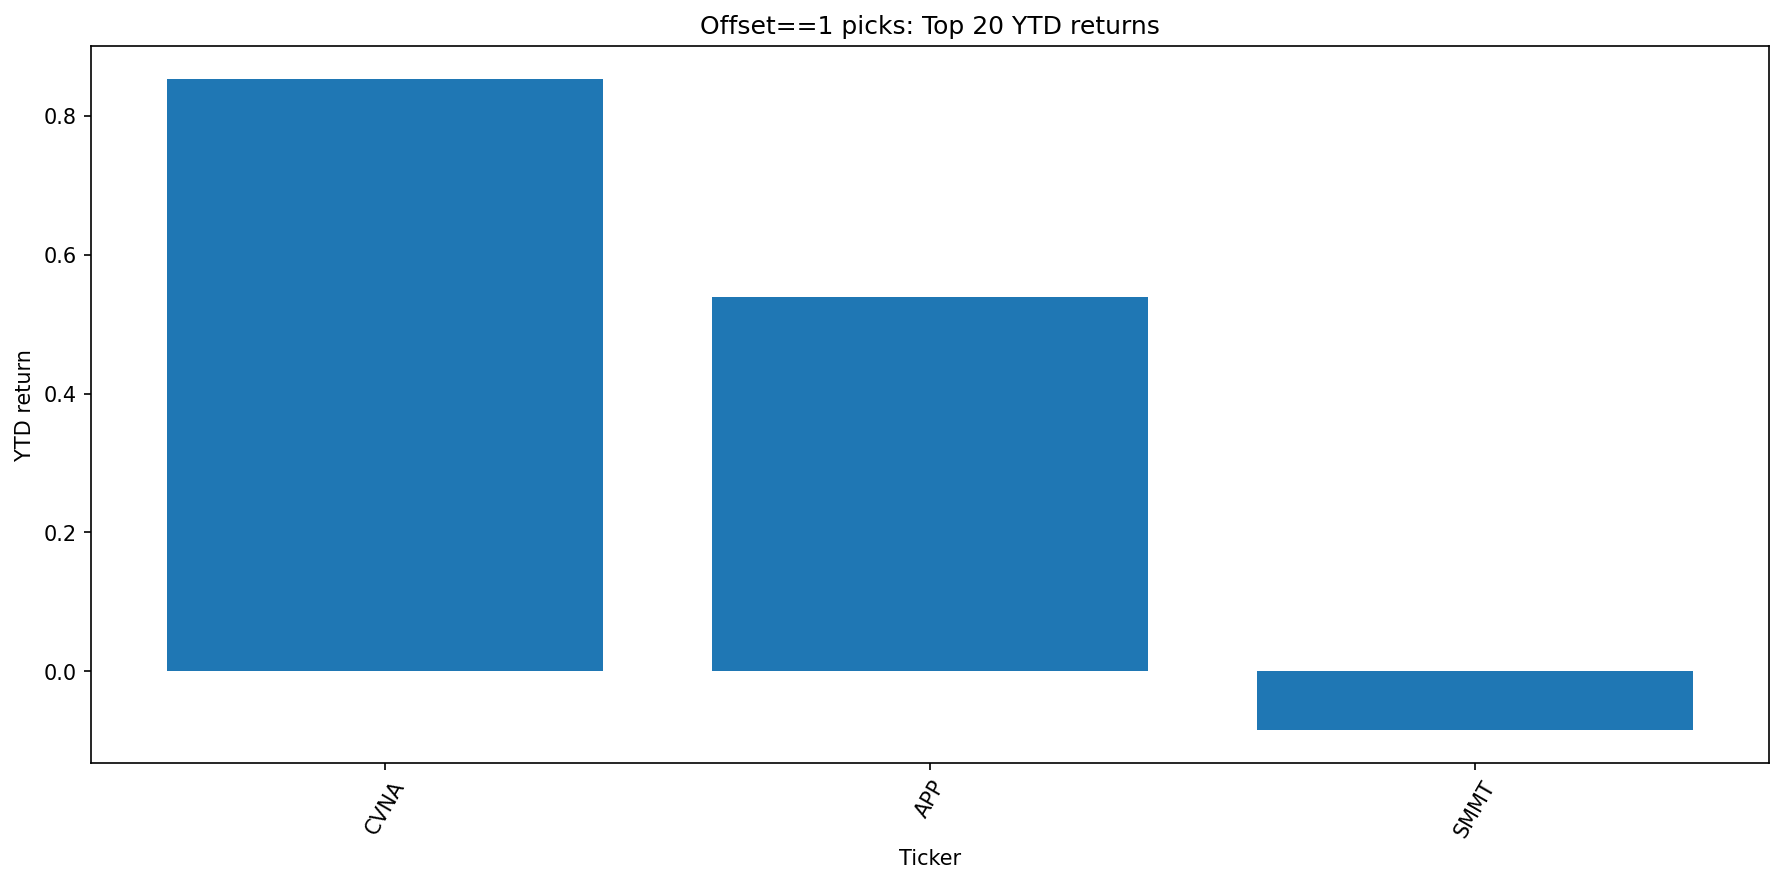 Offset==1 picks: Top 20 YTD returns
YTD return
0.8
0.6
0.4
0.2
0.0
CVNA
APP
SMMT
Ticker